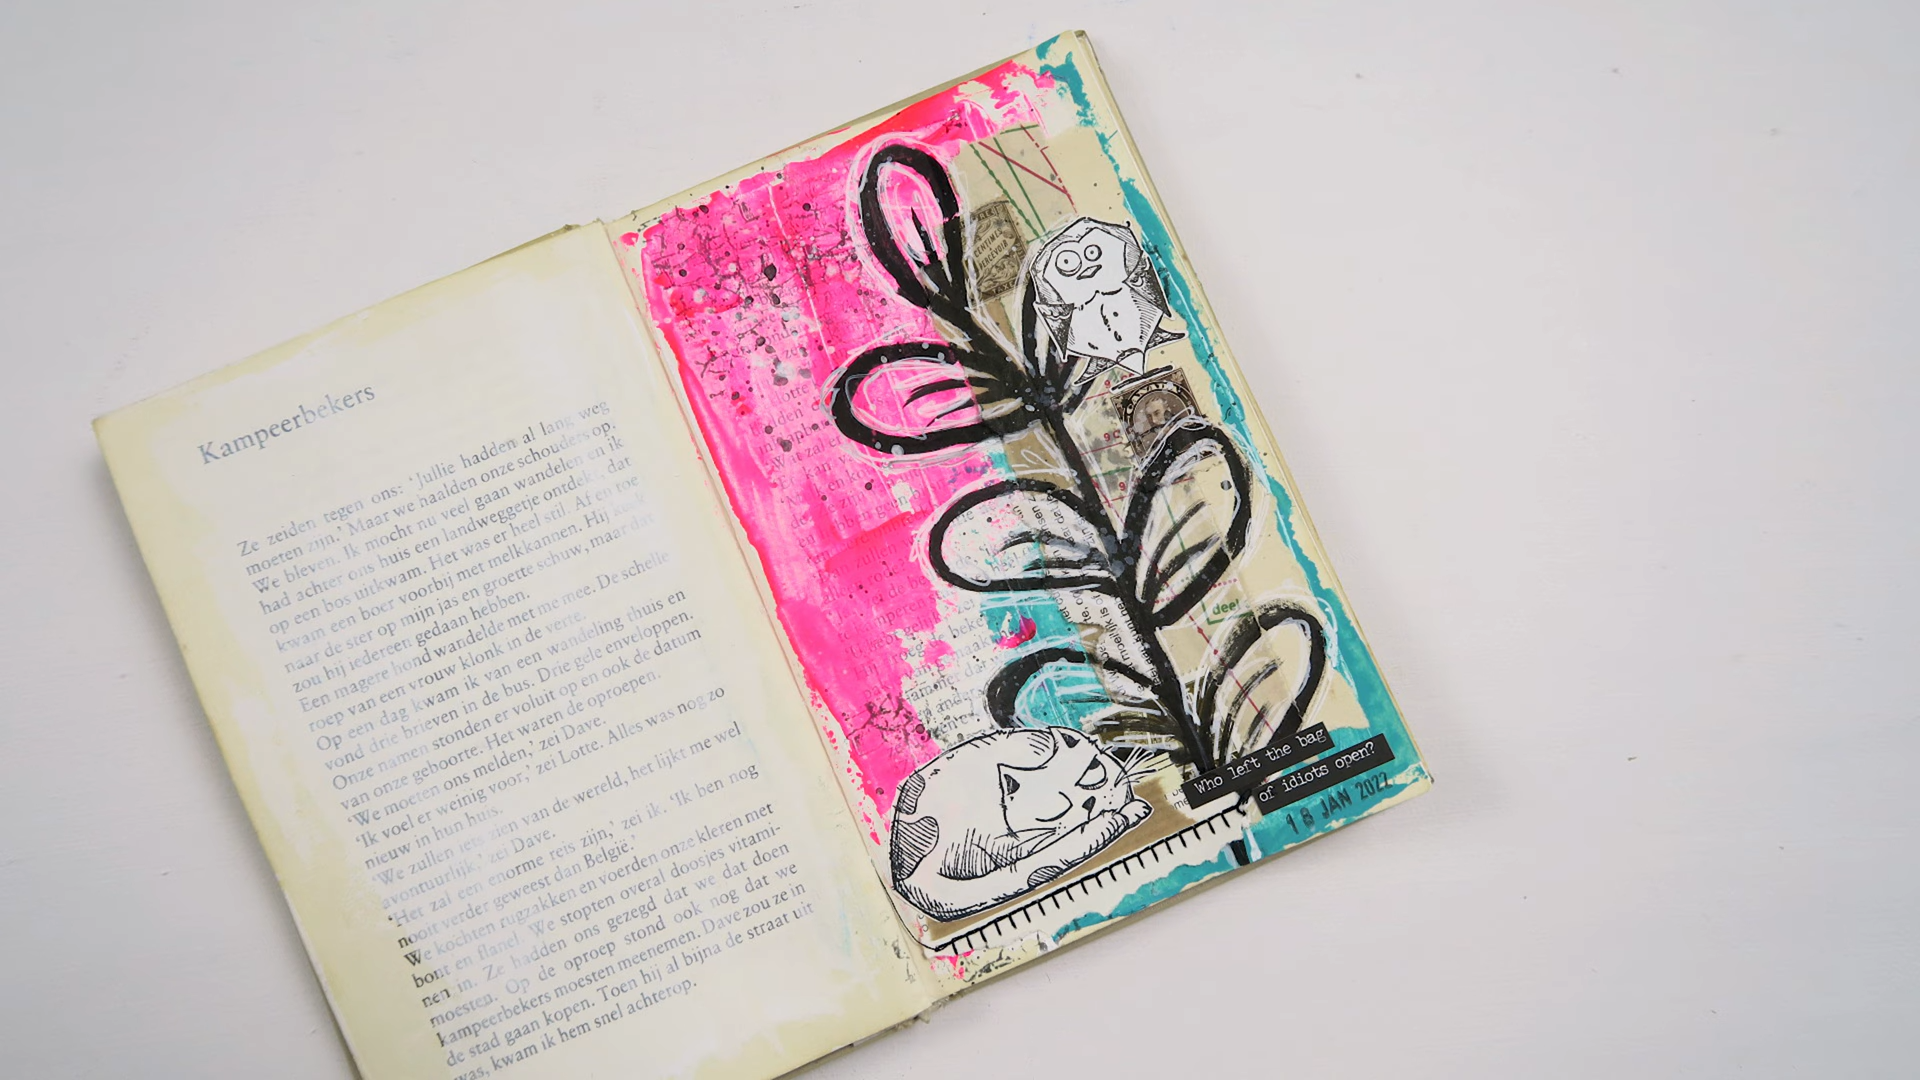 Kampeerbekers
Ze zeiden tegen ons: ‘Jullie hadden al lang weg
moeten zijn,’ Maar we haalden onze schouders op.
We bleven. Ik mocht nu veel gaan wandelen en ik
had achter ons huis een landweggetje ontdekt, dat
op een bos uitkwam. Het was er heel stil. Af en toe
kwam een boer voorbij met melkkannen. Hij keek
naar de ster op mijn jas en groette schuw, maar dat
zou hij iedereen gedaan hebben.
Een magere hond wandelde met me mee. De schelle
roep van een vrouw klonk in de verte.
Op een dag kwam ik van een wandeling thuis en
vond drie brieven in de bus. Drie gele enveloppen.
Onze namen stonden er voluit op en ook de datum
van onze geboorte. Het waren de oproepen.
‘We moeten ons melden,’ zei Dave.
‘Ik voel er weinig voor,’ zei Lotte. Alles was nog zo
nieuw in hun huis.
‘We zullen iets zien van de wereld, het lijkt me wel
avontuurlijk,’ zei Dave.
‘Het zal een enorme reis zijn,’ zei ik. ‘Ik ben nog
nooit verder geweest dan België.’
We kochten rugzakken en voerden onze kleren met
bont en flanel. We stopten overal doosjes vitami-
nen in. Ze hadden ons gezegd dat we dat doen
moesten. Op de oproep stond ook nog dat we
kampeerbekers moesten meenemen. Dave zou ze in
de stad gaan kopen. Toen hij al bijna de straat uit
was, kwam ik hem snel achterop.
deel
Who left the bag
of idiots open?
18 JAN 2022